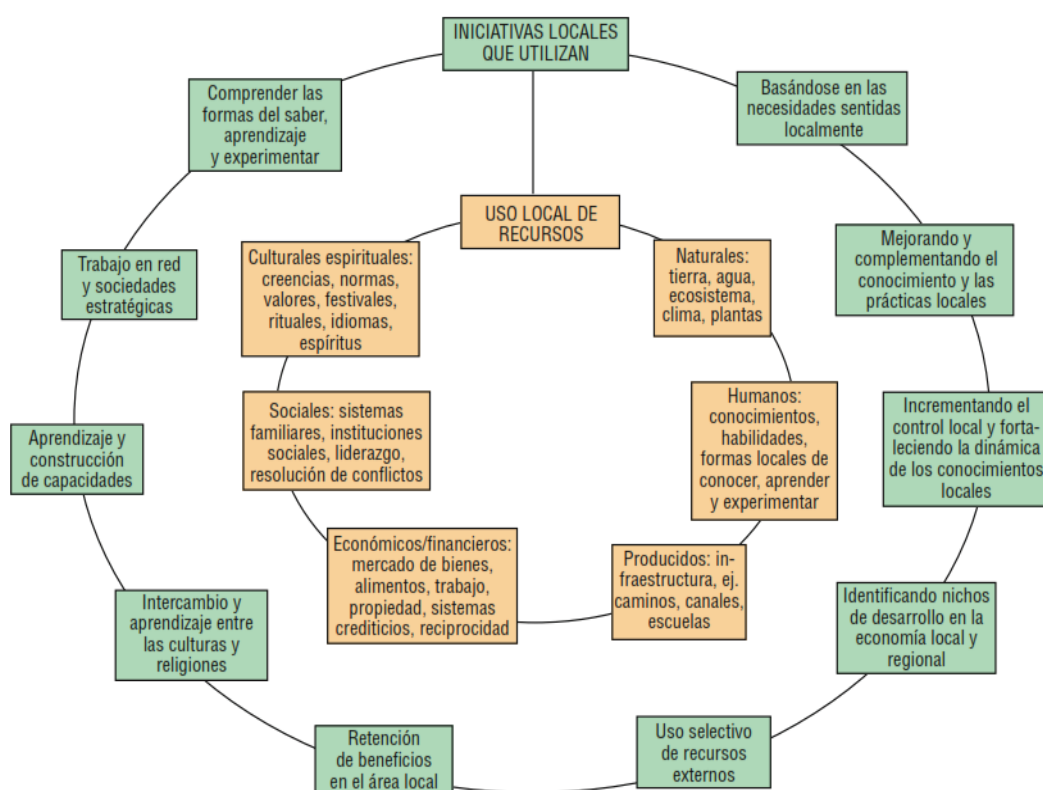 INICIATIVAS LOCALES
QUE UTILIZAN
Basándose en las
necesidades sentidas
localmente
Mejorando y
complementando el
conocimiento y las
prácticas locales
Incrementando el
control local y forta-
leciendo la dinámica
de los conocimientos
locales
Identificando nichos
de desarrollo en la
economía local y
regional
Uso selectivo
de recursos
externos
Retención
de beneficios
en el área local
Intercambio y
aprendizaje entre
las culturas y
religiones
Aprendizaje y
construcción
de capacidades
Trabajo en red
y sociedades
estratégicas
Comprender las
formas del saber,
aprendizaje
y experimentar
USO LOCAL DE
RECURSOS
Naturales:
tierra, agua,
ecosistema,
clima, plantas
Humanos:
conocimientos,
habilidades,
formas locales de
conocer, aprender
y experimentar
Producidos: in-
fraestructura, ej.
caminos, canales,
escuelas
Económicos/financieros:
mercado de bienes,
alimentos, trabajo,
propiedad, sistemas
crediticios, reciprocidad
Sociales: sistemas
familiares, instituciones
sociales, liderazgo,
resolución de conflictos
Culturales espirituales:
creencias, normas,
valores, festivales,
rituales, idiomas,
espíritus